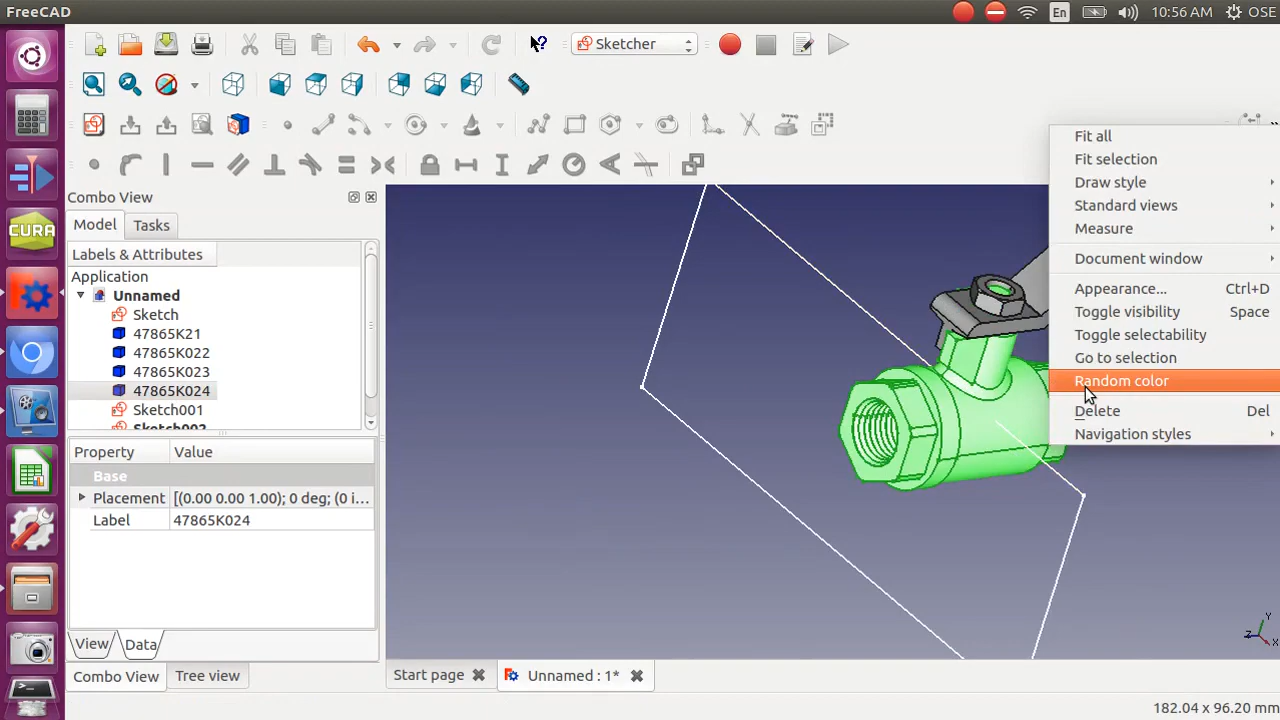 FreeCAD
En
10:56 AM
OSE
Sketcher
Combo View
Model
Tasks
Labels & Attributes
Application
Unnamed
Sketch
47865K21
47865K022
47865K023
47865K024
Sketch001
Sketch002
Property
Value
Base
Placement
[(0.00 0.00 1.00); 0 deg; (0 i...
Label
47865K024
View
Data
Combo View
Tree view
Start page
Unnamed : 1*
Fit all
Fit selection
Draw style
Standard views
Measure
Document window
Appearance... Ctrl+D
Toggle visibility Space
Toggle selectability
Go to selection
Random color
Delete Del
Navigation styles
CURA
Y
Z
X
182.04 x 96.20 mm